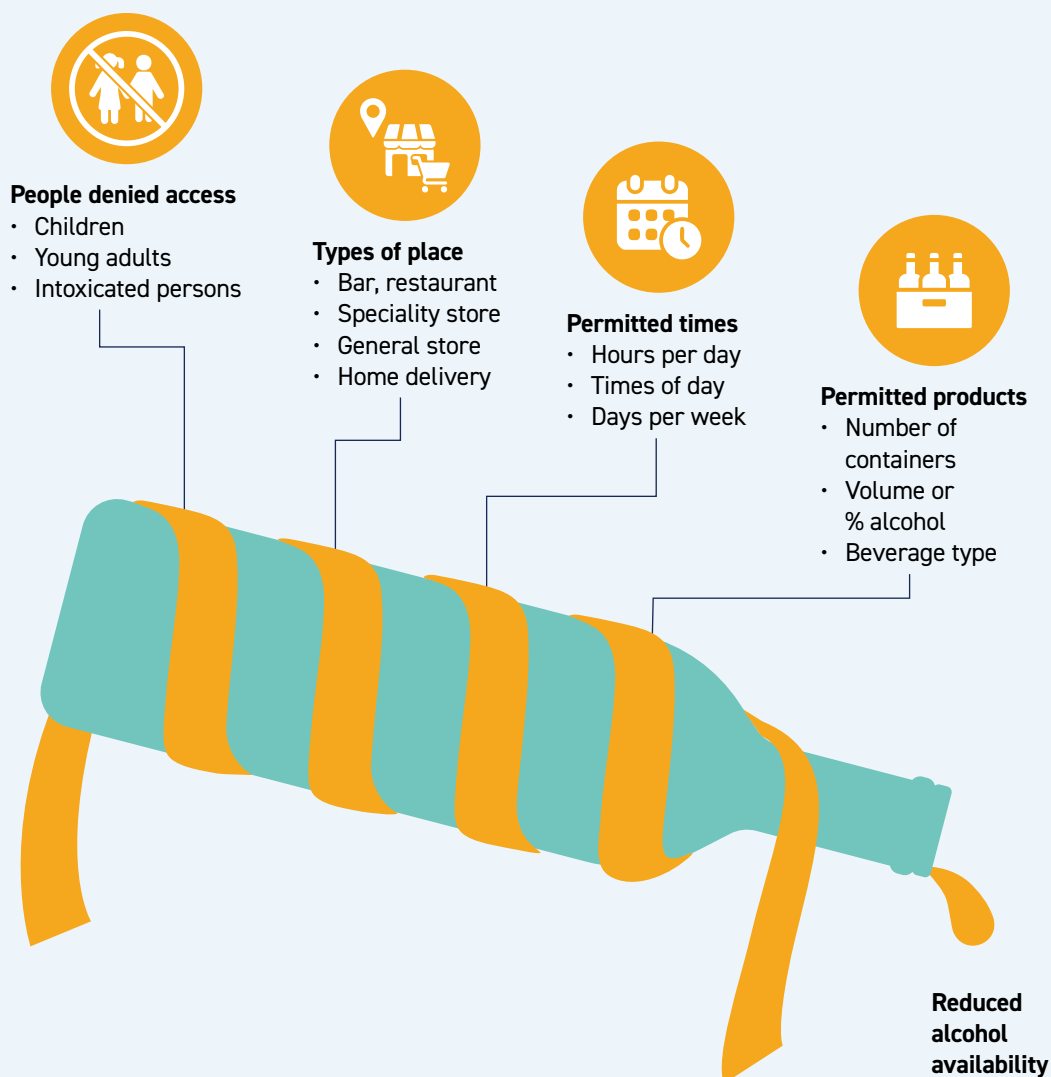 People denied access
· Children
· Young adults
· Intoxicated persons
Types of place
· Bar, restaurant
· Speciality store
· General store
· Home delivery
Permitted times
· Hours per day
· Times of day
· Days per week
Permitted products
· Number of
containers
· Volume or
% alcohol
· Beverage type
Reduced
alcohol
availability